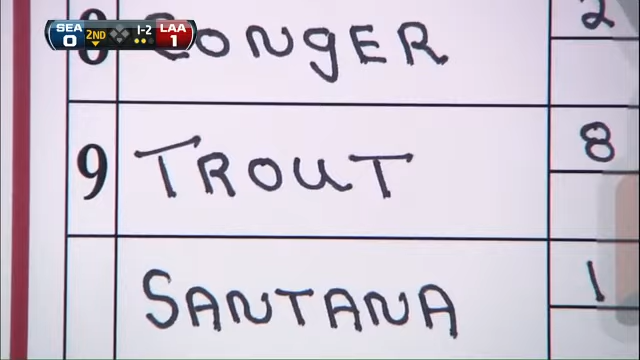 SEA 0 2ND 1-2 LAA 1
CONGER 2
9 TROUT 8
SANTANA 1